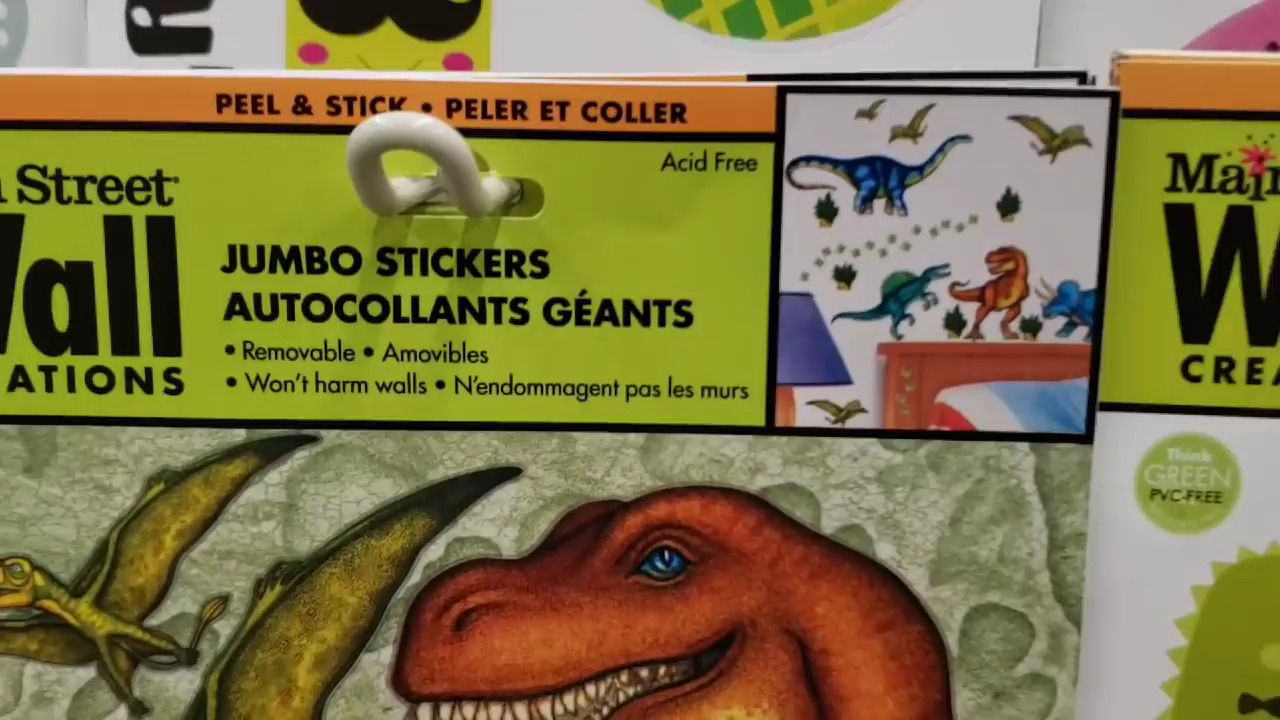 PEEL & STICK • PELER ET COLLER
Acid Free
Street
Wall
ATIONS
JUMBO STICKERS
AUTOCOLLANTS GÉANTS
• Removable • Amovibles
• Won't harm walls • N'endommagent pas les murs
Main
W
CREA
Think
GREEN
PVC-FREE